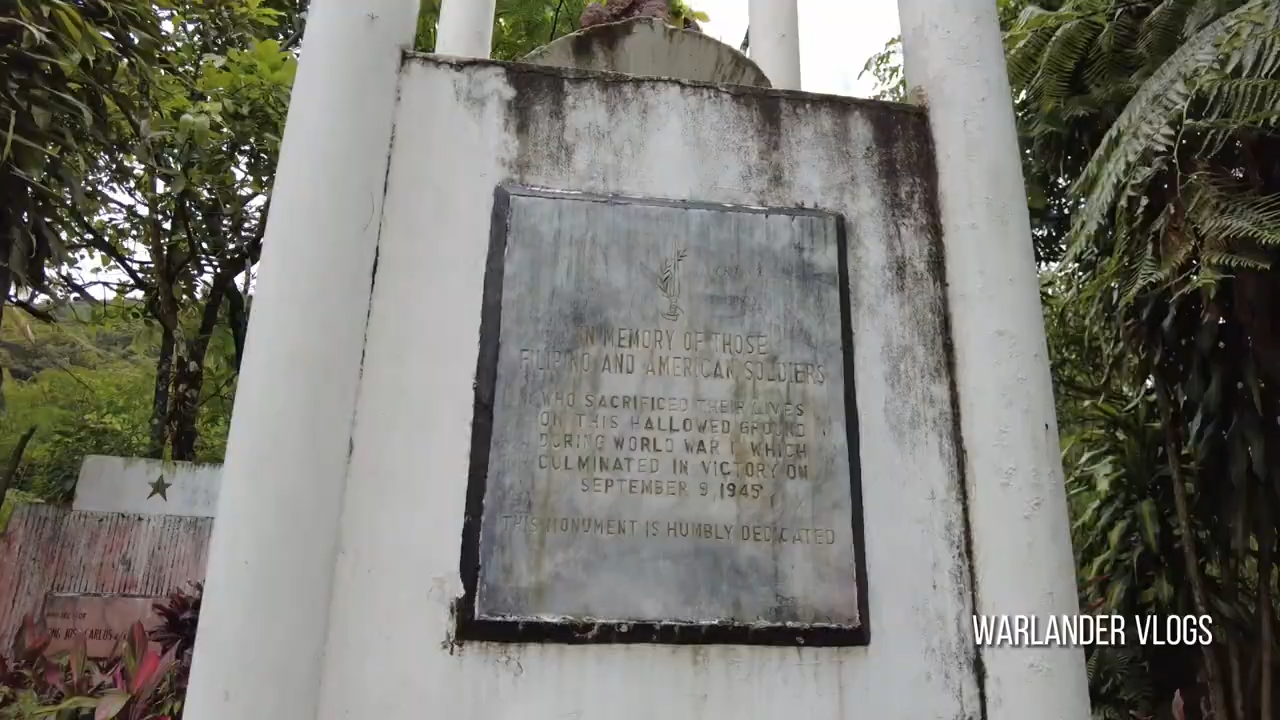 IN MEMORY OF THOSE
FILIPINO AND AMERICAN SOLDIERS
WHO SACRIFICED THEIR LIVES
ON THIS HALLOWED GROUND
DURING WORLD WAR I WHICH
CULMINATED IN VICTORY ON
SEPTEMBER 9, 1945
THIS MONUMENT IS HUMBLY DEDICATED
CARLOS
WARLANDER VLOGS